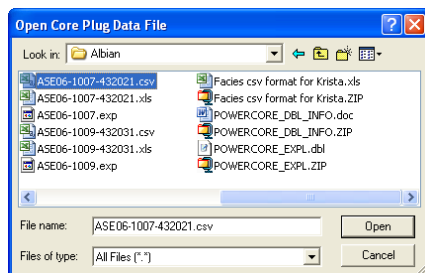 Open Core Plug Data File
Look in: Albian
ASE06-1007-432021.csv
ASE06-1007-432021.xls
ASE06-1007.exp
ASE06-1009-432031.csv
ASE06-1009-432031.xls
ASE06-1009.exp
Facies csv format for Krista.xls
Facies csv format for Krista.ZIP
POWERCORE_DBL_INFO.doc
POWERCORE_DBL_INFO.ZIP
POWERCORE_EXPL.dbl
POWERCORE_EXPL.ZIP
File name: ASE06-1007-432021.csv Open
Files of type: All Files (*.*) Cancel